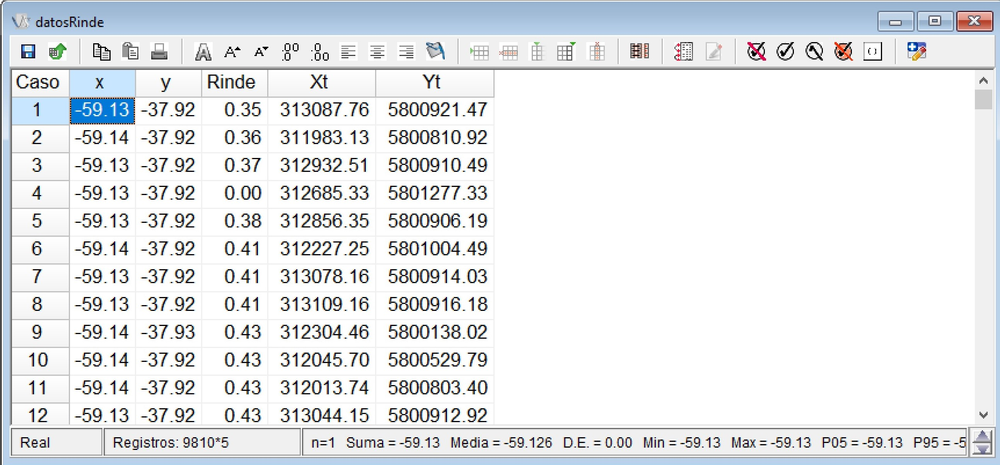 datosRinde
Caso x y Rinde Xt Yt
1 -59.13 -37.92 0.35 313087.76 5800921.47
2 -59.14 -37.92 0.36 311983.13 5800810.92
3 -59.13 -37.92 0.37 312932.51 5800910.49
4 -59.13 -37.92 0.00 312685.33 5801277.33
5 -59.13 -37.92 0.38 312856.35 5800906.19
6 -59.14 -37.92 0.41 312227.25 5801004.49
7 -59.13 -37.92 0.41 313078.16 5800914.03
8 -59.13 -37.92 0.41 313109.16 5800916.18
9 -59.14 -37.93 0.43 312304.46 5800138.02
10 -59.14 -37.92 0.43 312045.70 5800529.79
11 -59.14 -37.92 0.43 312013.74 5800803.40
12 -59.13 -37.92 0.43 313044.15 5800912.92
Real Registros: 9810*5 n=1 Suma = -59.13 Media = -59.126 D.E. = 0.00 Min = -59.13 Max = -59.13 P05 = -59.13 P95 = -5